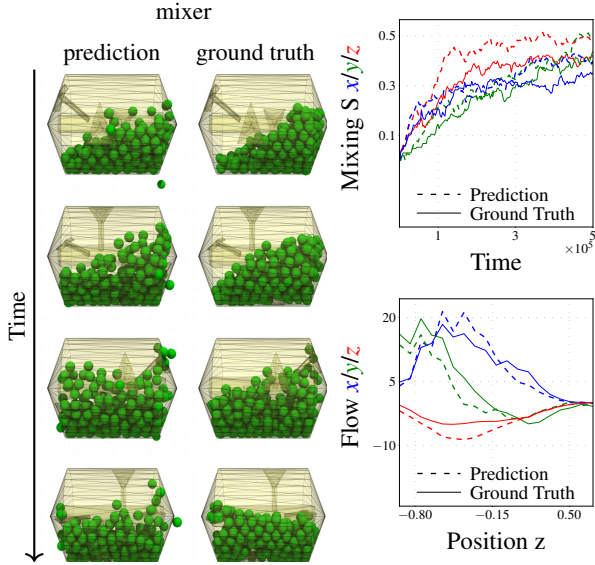 mixer
prediction
ground truth
Time
Mixing S x/y/z
0.5
0.3
0.1
Prediction
Ground Truth
1
3
5
×10⁵
Time
Flow x/y/z
20
5
−10
Prediction
Ground Truth
−0.80
−0.15
0.50
Position z